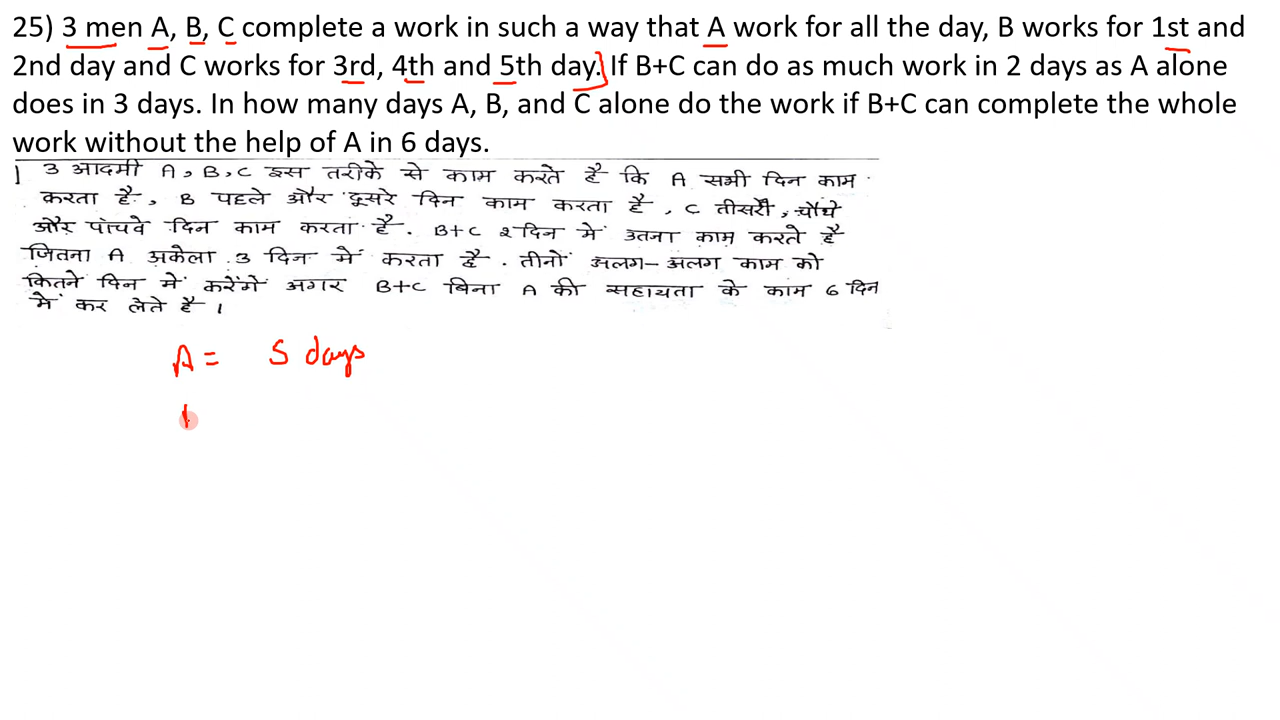 25) 3 men A, B, C complete a work in such a way that A work for all the day, B works for 1st and
2nd day and C works for 3rd, 4th and 5th day. If B+C can do as much work in 2 days as A alone
does in 3 days. In how many days A, B, and C alone do the work if B+C can complete the whole
work without the help of A in 6 days.
3 आदमी A, B, C इस तरीके से काम करते है कि A सभी दिन काम
करता है, B पहले और दूसरे दिन काम करता है, C तीसरी, चौथे
और पांचवे दिन काम करता है. B+C 2 दिन में उतना काम करते है
जितना A अकेला 3 दिन में करता है. तीनों अलग-अलग काम को
कितने दिन में करेंगे अगर B+C बिना A की सहायता के काम 6 दिन
में कर लेते है।
A = 5 days